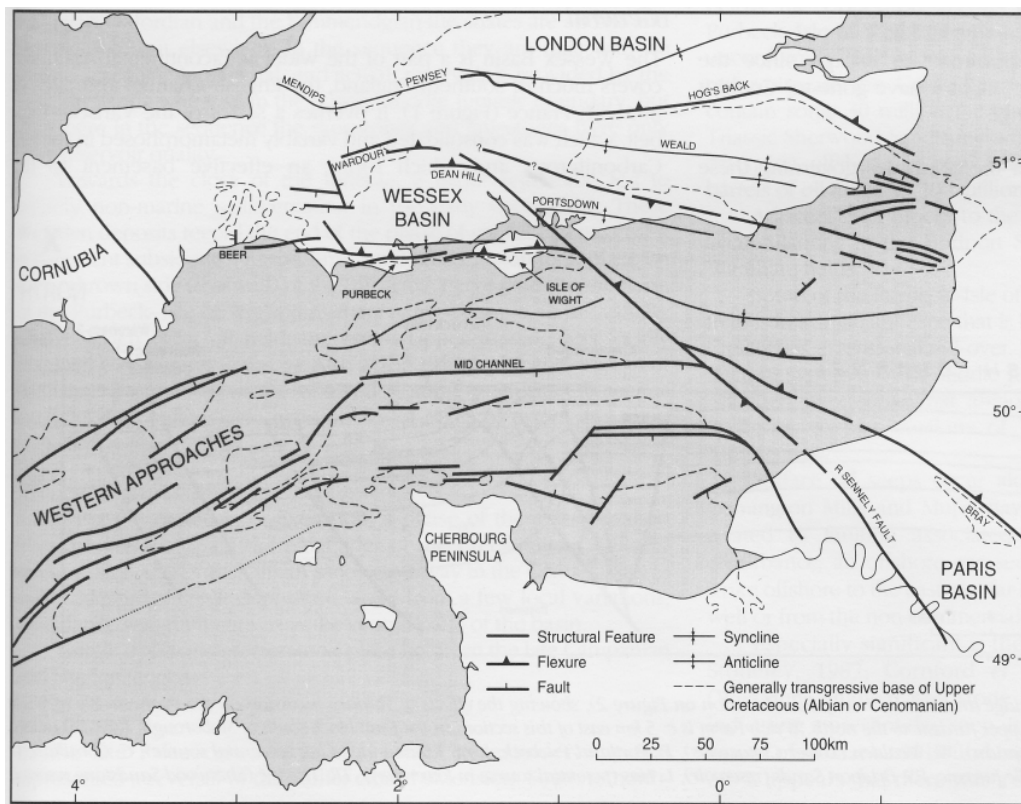 LONDON BASIN
PEWSEY
MENDIPS
HOG'S BACK
WEALD
51°
WARDOUR
?
?
DEAN HILL
WESSEX
BASIN
PORTSDOWN
BEER
CORNUBIA
PURBECK
ISLE OF
WIGHT
MID CHANNEL
50°
WESTERN APPROACHES
R SENNELY FAULT
BRAY
CHERBOURG
PENINSULA
PARIS
BASIN
Structural Feature
Syncline
Flexure
Anticline
49°
Fault
Generally transgressive base of Upper
Cretaceous (Albian or Cenomanian)
0 25 50 75 100km
4°
2°
0°